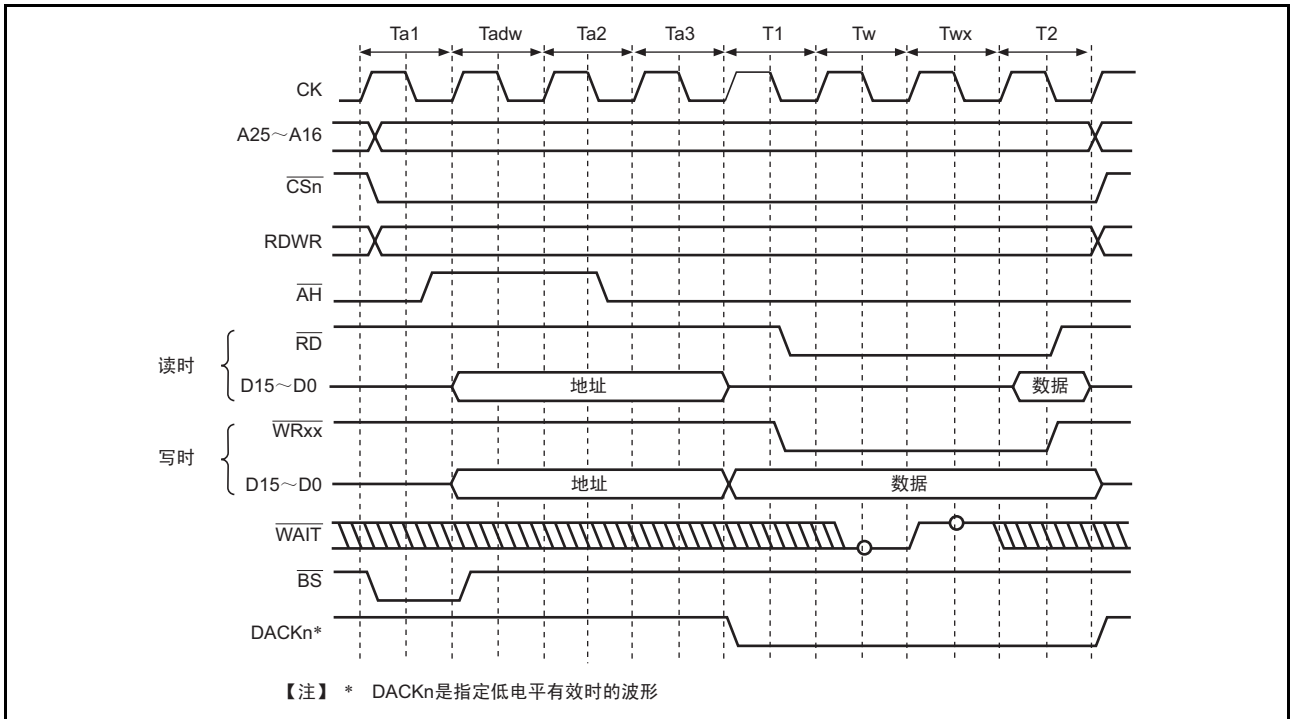 Ta1 Tadw Ta2 Ta3 T1 Tw Twx T2
CK
A25～A16
CSn
RDWR
AH
读时
RD
D15～D0 地址 数据
写时
WRxx
D15～D0 地址 数据
WAIT
BS
DACKn*
【注】 * DACKn是指定低电平有效时的波形